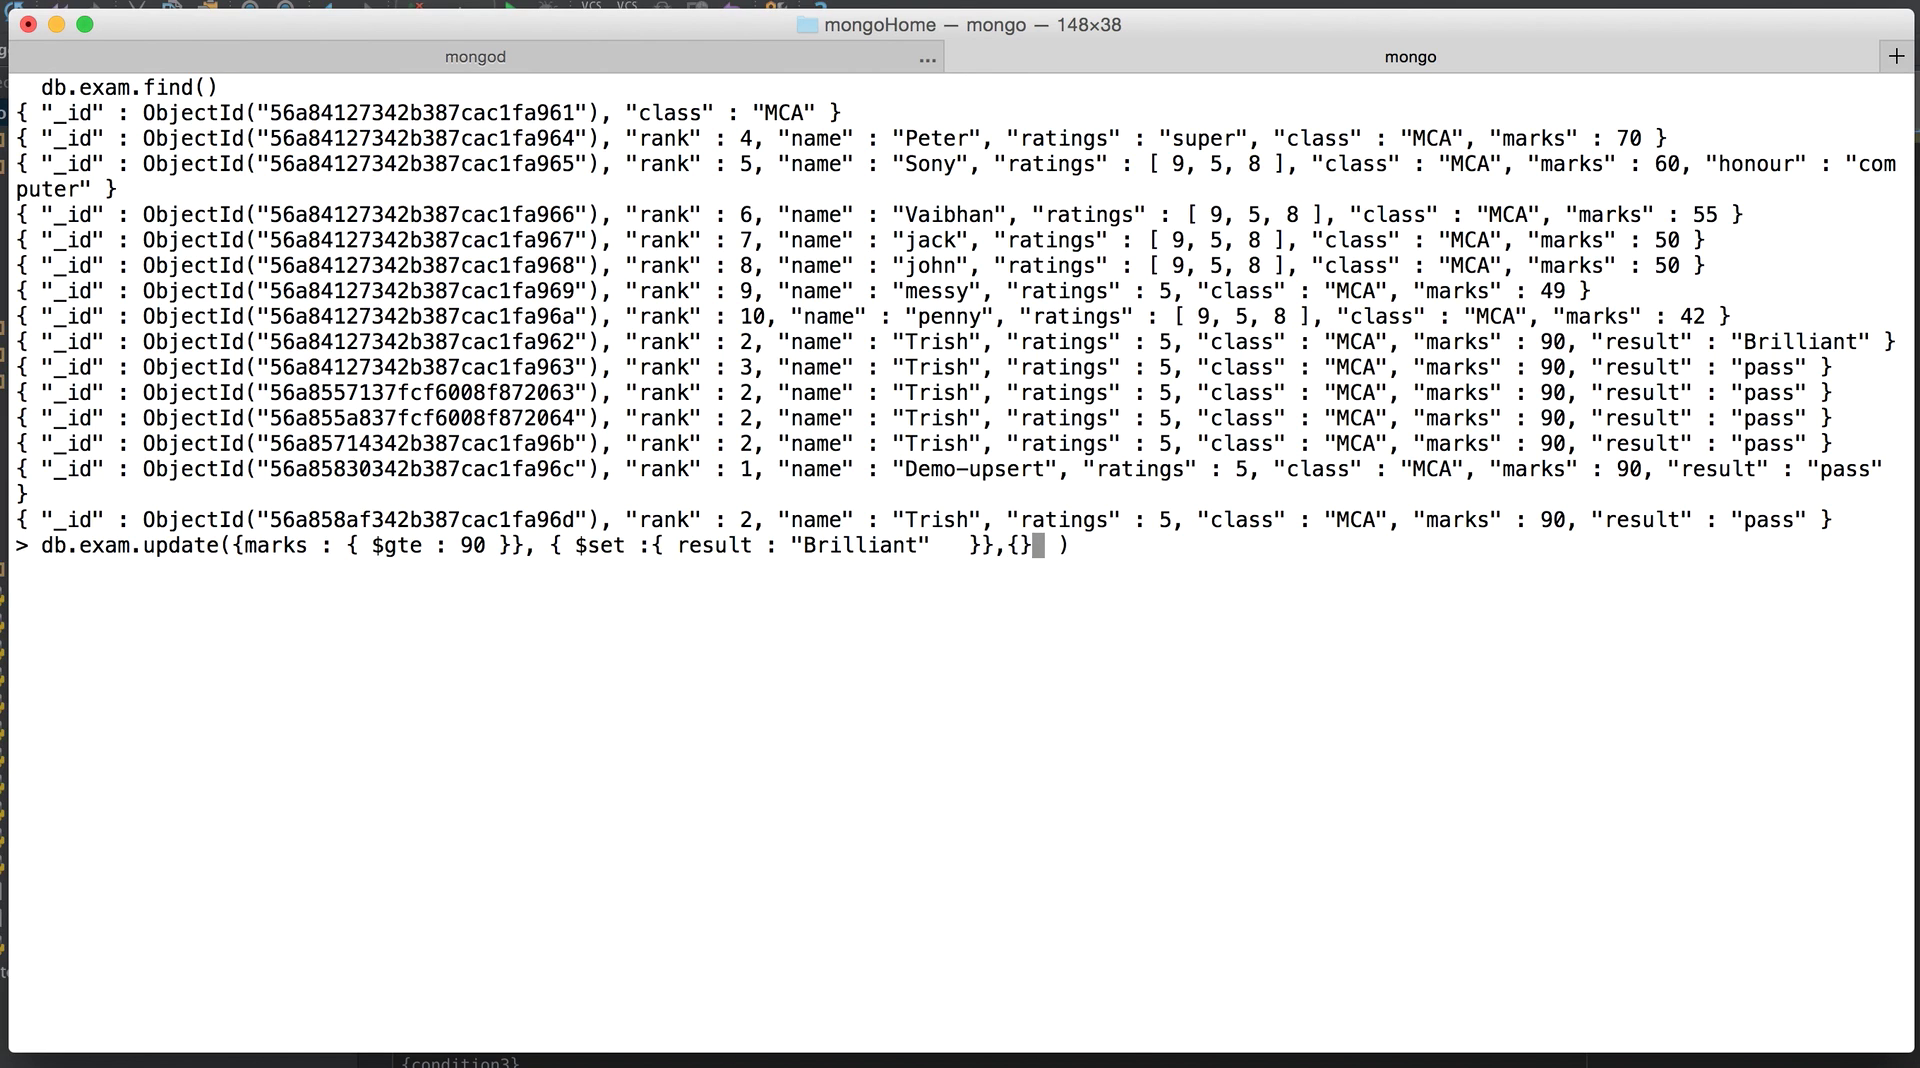 VCS VCS
mongoHome — mongo — 148×38
mongod ... mongo +
db.exam.find()
{ "_id" : ObjectId("56a84127342b387cac1fa961"), "class" : "MCA" }
{ "_id" : ObjectId("56a84127342b387cac1fa964"), "rank" : 4, "name" : "Peter", "ratings" : "super", "class" : "MCA", "marks" : 70 }
{ "_id" : ObjectId("56a84127342b387cac1fa965"), "rank" : 5, "name" : "Sony", "ratings" : [ 9, 5, 8 ], "class" : "MCA", "marks" : 60, "honour" : "com
puter" }
{ "_id" : ObjectId("56a84127342b387cac1fa966"), "rank" : 6, "name" : "Vaibhan", "ratings" : [ 9, 5, 8 ], "class" : "MCA", "marks" : 55 }
{ "_id" : ObjectId("56a84127342b387cac1fa967"), "rank" : 7, "name" : "jack", "ratings" : [ 9, 5, 8 ], "class" : "MCA", "marks" : 50 }
{ "_id" : ObjectId("56a84127342b387cac1fa968"), "rank" : 8, "name" : "john", "ratings" : [ 9, 5, 8 ], "class" : "MCA", "marks" : 50 }
{ "_id" : ObjectId("56a84127342b387cac1fa969"), "rank" : 9, "name" : "messy", "ratings" : 5, "class" : "MCA", "marks" : 49 }
{ "_id" : ObjectId("56a84127342b387cac1fa96a"), "rank" : 10, "name" : "penny", "ratings" : [ 9, 5, 8 ], "class" : "MCA", "marks" : 42 }
{ "_id" : ObjectId("56a84127342b387cac1fa962"), "rank" : 2, "name" : "Trish", "ratings" : 5, "class" : "MCA", "marks" : 90, "result" : "Brilliant" }
{ "_id" : ObjectId("56a84127342b387cac1fa963"), "rank" : 3, "name" : "Trish", "ratings" : 5, "class" : "MCA", "marks" : 90, "result" : "pass" }
{ "_id" : ObjectId("56a8557137fcf6008f872063"), "rank" : 2, "name" : "Trish", "ratings" : 5, "class" : "MCA", "marks" : 90, "result" : "pass" }
{ "_id" : ObjectId("56a855a837fcf6008f872064"), "rank" : 2, "name" : "Trish", "ratings" : 5, "class" : "MCA", "marks" : 90, "result" : "pass" }
{ "_id" : ObjectId("56a85714342b387cac1fa96b"), "rank" : 2, "name" : "Trish", "ratings" : 5, "class" : "MCA", "marks" : 90, "result" : "pass" }
{ "_id" : ObjectId("56a85830342b387cac1fa96c"), "rank" : 1, "name" : "Demo-upsert", "ratings" : 5, "class" : "MCA", "marks" : 90, "result" : "pass"
}
{ "_id" : ObjectId("56a858af342b387cac1fa96d"), "rank" : 2, "name" : "Trish", "ratings" : 5, "class" : "MCA", "marks" : 90, "result" : "pass" }
> db.exam.update({marks : { $gte : 90 }}, { $set :{ result : "Brilliant"   }},{} )
{condition3}